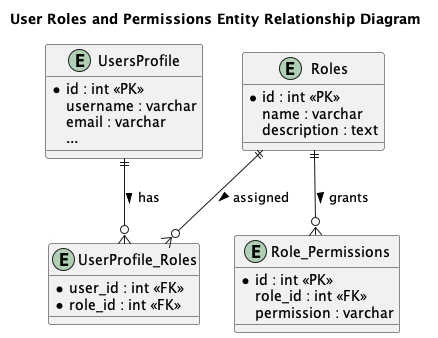 User Roles and Permissions Entity Relationship Diagram
E UsersProfile
• id : int «PK»
username : varchar
email : varchar
...
E Roles
• id : int «PK»
name : varchar
description : text
has
assigned
grants
E UserProfile_Roles
• user_id : int «FK»
• role_id : int «FK»
E Role_Permissions
• id : int «PK»
role_id : int «FK»
permission : varchar